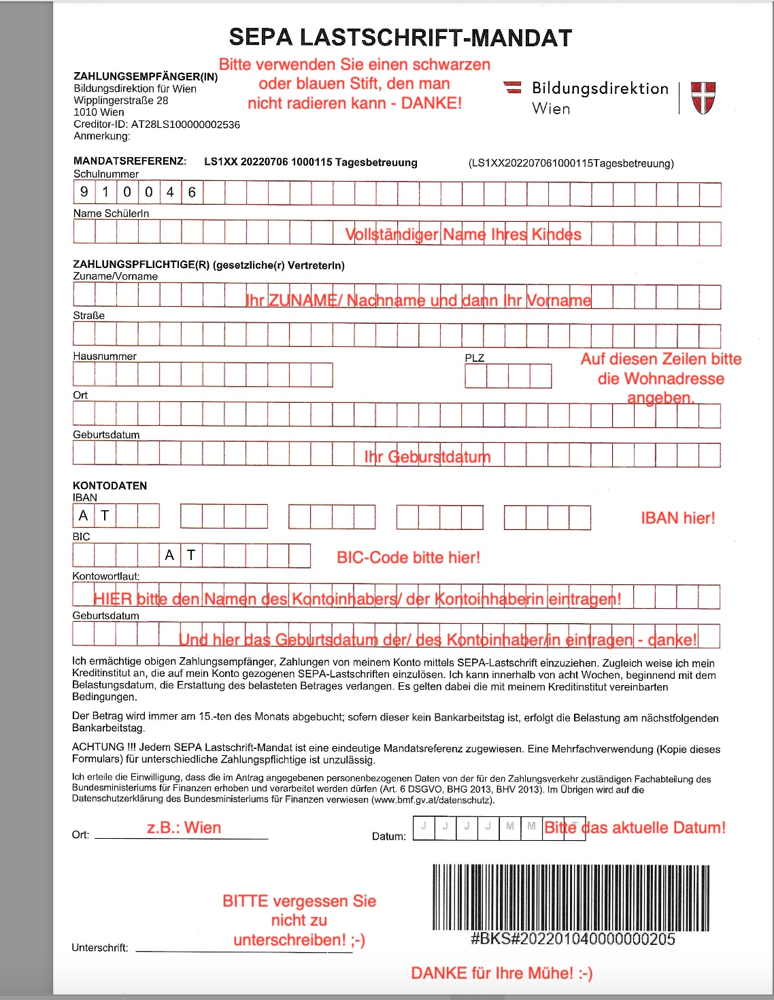 SEPA LASTSCHRIFT-MANDAT
Bitte verwenden Sie einen schwarzen
oder blauen Stift, den man
nicht radieren kann - DANKE!
ZAHLUNGSEMPFÄNGER(IN)
Bildungsdirektion für Wien
Wipplingerstraße 28
1010 Wien
Creditor-ID: AT28LS100000002536
Anmerkung:
Bildungsdirektion
Wien
MANDATSREFERENZ: LS1XX 20220706 1000115 Tagesbetreuung (LS1XX202207061000115Tagesbetreuung)
Schulnummer
9 1 0 0 4 6
Name SchülerIn
Vollständiger Name Ihres Kindes
ZAHLUNGSPFLICHTIGE(R) (gesetzliche(r) VertreterIn)
Zuname/Vorname
Ihr ZUNAME/ Nachname und dann Ihr Vorname
Straße
Hausnummer PLZ
Auf diesen Zeilen bitte
die Wohnadresse
angeben.
Ort
Geburtsdatum
Ihr Geburstdatum
KONTODATEN
IBAN
A T IBAN hier!
BIC
A T BIC-Code bitte hier!
Kontowortlaut:
HIER bitte den Namen des Kontoinhabers/ der Kontoinhaberin eintragen!
Geburtsdatum
Und hier das Geburtsdatum der/ des Kontoinhaber/in eintragen - danke!
Ich ermächtige obigen Zahlungsempfänger, Zahlungen von meinem Konto mittels SEPA-Lastschrift einzuziehen. Zugleich weise ich mein
Kreditinstitut an, die auf mein Konto gezogenen SEPA-Lastschriften einzulösen. Ich kann innerhalb von acht Wochen, beginnend mit dem
Belastungsdatum, die Erstattung des belasteten Betrages verlangen. Es gelten dabei die mit meinem Kreditinstitut vereinbarten
Bedingungen.
Der Betrag wird immer am 15.-ten des Monats abgebucht; sofern dieser kein Bankarbeitstag ist, erfolgt die Belastung am nächstfolgenden
Bankarbeitstag.
ACHTUNG !!! Jedem SEPA Lastschrift-Mandat ist eine eindeutige Mandatsreferenz zugewiesen. Eine Mehrfachverwendung (Kopie dieses
Formulars) für unterschiedliche Zahlungspflichtige ist unzulässig.
Ich erteile die Einwilligung, dass die im Antrag angegebenen personenbezogenen Daten von der für den Zahlungsverkehr zuständigen Fachabteilung des
Bundesministeriums für Finanzen erhoben und verarbeitet werden dürfen (Art. 6 DSGVO, BHG 2013, BHV 2013). Im Übrigen wird auf die
Datenschutzerklärung des Bundesministeriums für Finanzen verwiesen (www.bmf.gv.at/datenschutz).
Ort: z.B.: Wien Datum: J J J J M M Bitte das aktuelle Datum!
BITTE vergessen Sie
nicht zu
unterschreiben! ;-)
Unterschrift:
#BKS#202201040000000205
DANKE für Ihre Mühe! :-)